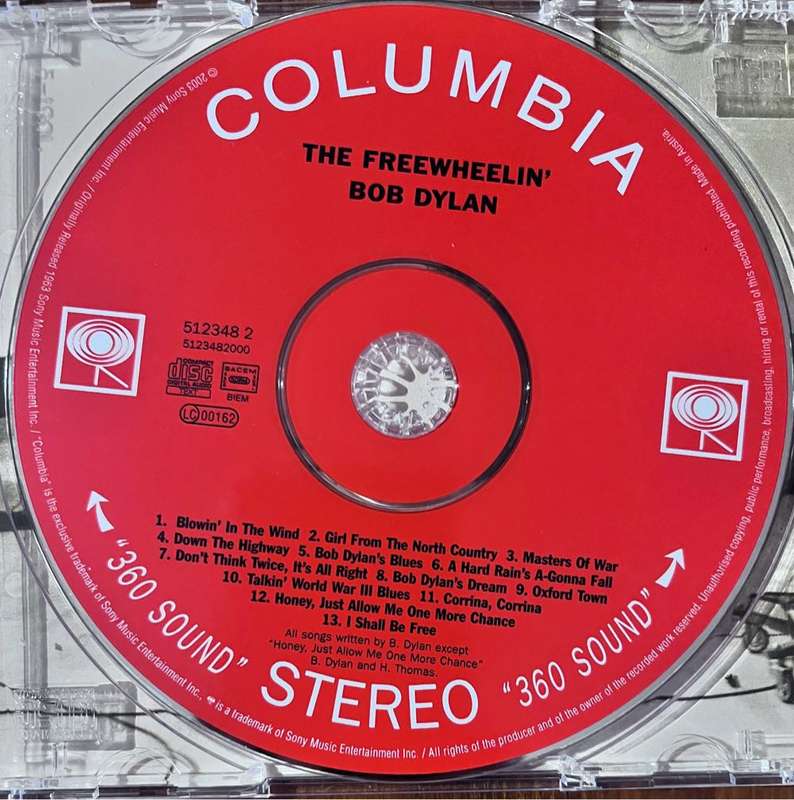 COLUMBIA
THE FREEWHEELIN'
BOB DYLAN
512348 2
5123482000
COMPACT
disc
DIGITAL AUDIO
TEXT
SACEM
BIEM
LC 00162
1. Blowin' In The Wind 2. Girl From The North Country 3. Masters Of War
4. Down The Highway 5. Bob Dylan's Blues 6. A Hard Rain's A-Gonna Fall
7. Don't Think Twice, It's All Right 8. Bob Dylan's Dream 9. Oxford Town
10. Talkin' World War III Blues 11. Corrina, Corrina
12. Honey, Just Allow Me One More Chance
13. I Shall Be Free
All songs written by B. Dylan except
"Honey, Just Allow Me One More Chance"
B. Dylan and H. Thomas.
"360 SOUND" STEREO "360 SOUND"
℗ 2003 Sony Music Entertainment Inc. / Originally Released 1963 Sony Music Entertainment Inc. / "Columbia" is the exclusive trademark of Sony Music Entertainment Inc. is a trademark of Sony Music Entertainment Inc. / All rights of the producer and of the owner of the recorded work reserved. Unauthorised copying, public performance, broadcasting, hiring or rental of this recording prohibited. Made in Austria.